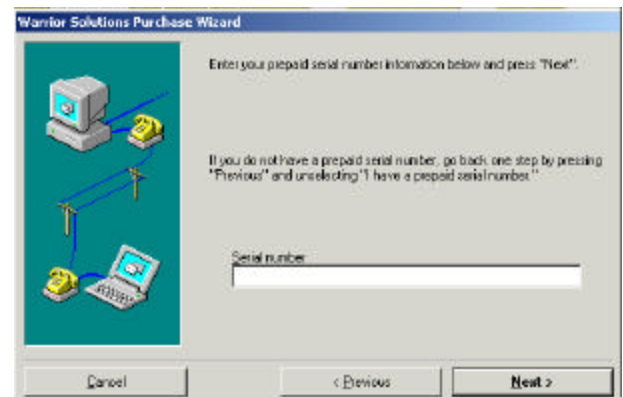 Warrior Solutions Purchase Wizard
Enter your prepaid serial number information below and press "Next".
If you do not have a prepaid serial number, go back one step by pressing
"Previous" and unselecting "I have a prepaid serial number."
Serial number
Cancel
< Previous
Next >